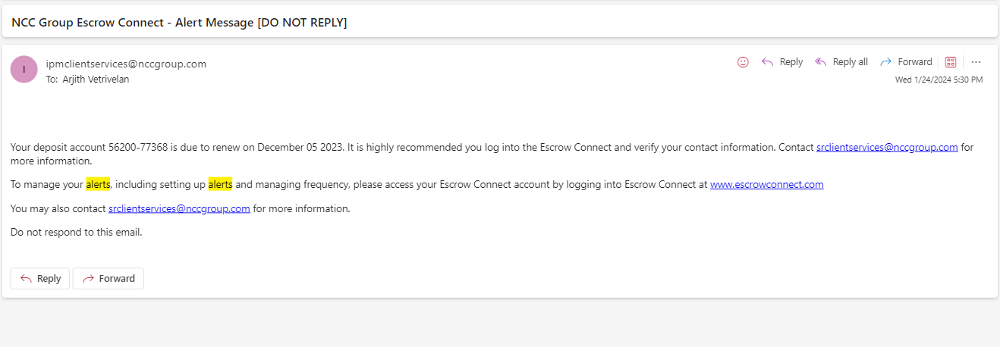 NCC Group Escrow Connect - Alert Message [DO NOT REPLY]
I
ipmclientservices@nccgroup.com
To: Arjith Vetrivelan
Reply
Reply all
Forward
Wed 1/24/2024 5:30 PM
Your deposit account 56200-77368 is due to renew on December 05 2023. It is highly recommended you log into the Escrow Connect and verify your contact information. Contact srclientservices@nccgroup.com for
more information.
To manage your alerts, including setting up alerts and managing frequency, please access your Escrow Connect account by logging into Escrow Connect at www.escrowconnect.com
You may also contact srclientservices@nccgroup.com for more information.
Do not respond to this email.
Reply
Forward